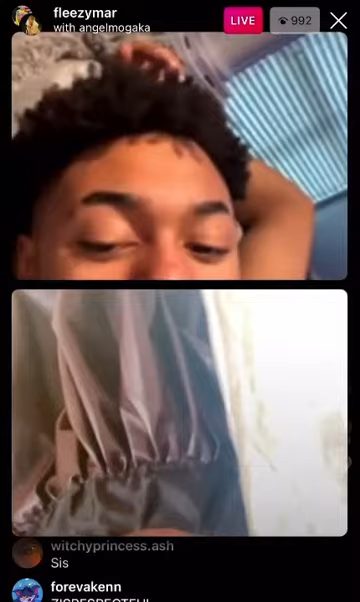 fleezymar
with angelmogaka
LIVE
992
witchyprincess.ash
Sis
forevakenn